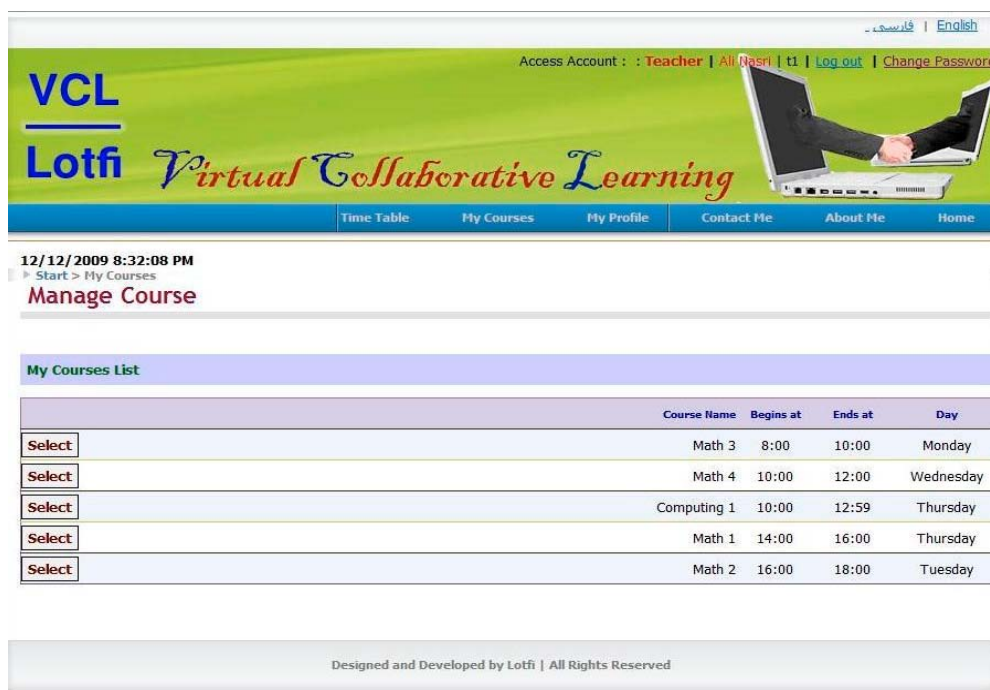 فارسی | English
Access Account : : Teacher | Ali Nasri | t1 | Log out | Change Password
VCL
Lotfi
Virtual Collaborative Learning
Time Table My Courses My Profile Contact Me About Me Home
12/12/2009 8:32:08 PM
Start > My Courses
Manage Course
My Courses List
Course Name Begins at Ends at Day
Select Math 3 8:00 10:00 Monday
Select Math 4 10:00 12:00 Wednesday
Select Computing 1 10:00 12:59 Thursday
Select Math 1 14:00 16:00 Thursday
Select Math 2 16:00 18:00 Tuesday
Designed and Developed by Lotfi | All Rights Reserved